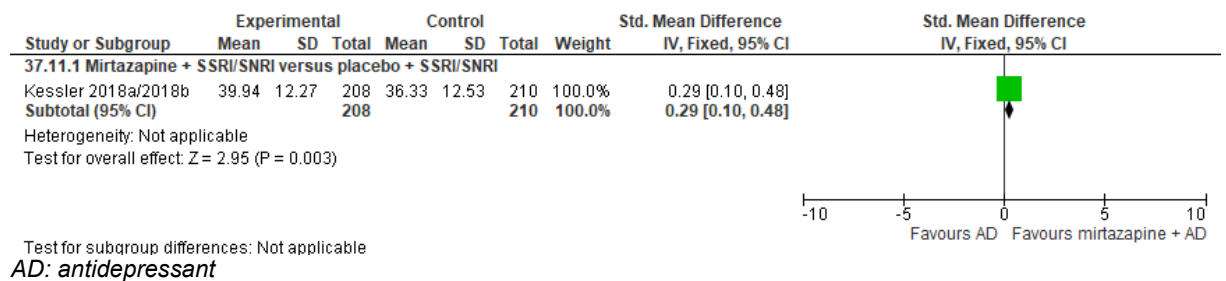 Experimental Control Std. Mean Difference Std. Mean Difference
Study or Subgroup Mean SD Total Mean SD Total Weight IV, Fixed, 95% CI IV, Fixed, 95% CI
37.11.1 Mirtazapine + SSRI/SNRI versus placebo + SSRI/SNRI
Kessler 2018a/2018b 39.94 12.27 208 36.33 12.53 210 100.0% 0.29 [0.10, 0.48]
Subtotal (95% CI) 208 210 100.0% 0.29 [0.10, 0.48]
Heterogeneity: Not applicable
Test for overall effect: Z = 2.95 (P = 0.003)
-10 -5 0 5 10
Favours AD Favours mirtazapine + AD
Test for subgroup differences: Not applicable
AD: antidepressant